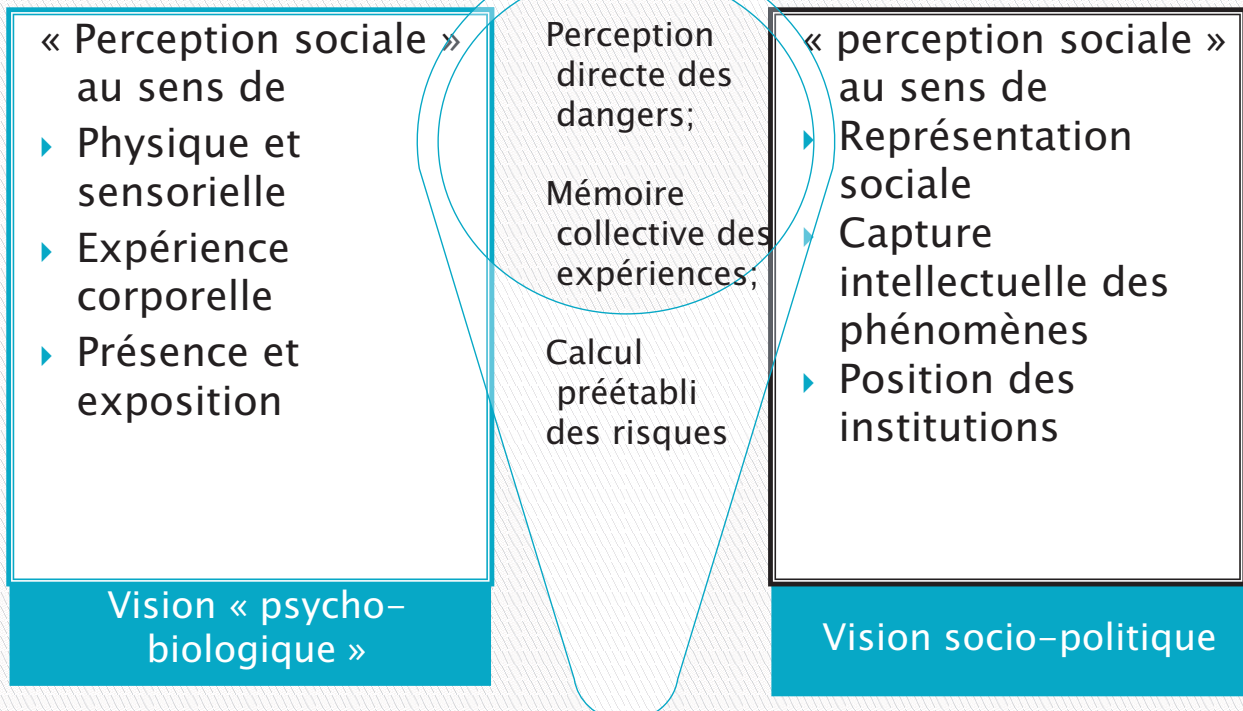 « Perception sociale »
au sens de
Physique et
sensorielle
Expérience
corporelle
Présence et
exposition
Vision « psycho-
biologique »
Perception
directe des
dangers;
Mémoire
collective des
expériences;
Calcul
préétabli
des risques
« perception sociale »
au sens de
Représentation
sociale
Capture
intellectuelle des
phénomènes
Position des
institutions
Vision socio-politique